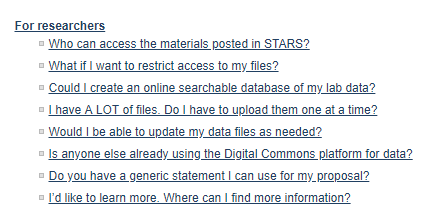 For researchers
Who can access the materials posted in STARS?
What if I want to restrict access to my files?
Could I create an online searchable database of my lab data?
I have A LOT of files. Do I have to upload them one at a time?
Would I be able to update my data files as needed?
Is anyone else already using the Digital Commons platform for data?
Do you have a generic statement I can use for my proposal?
I'd like to learn more. Where can I find more information?